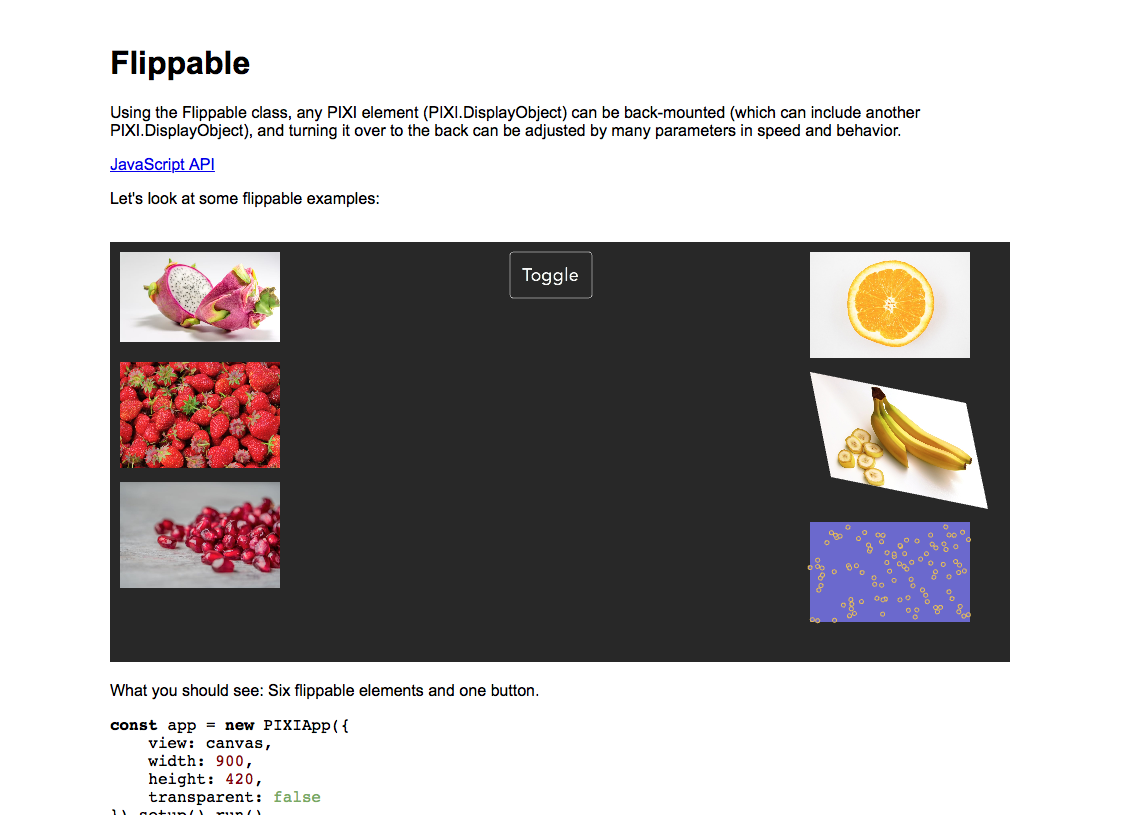 Flippable
Using the Flippable class, any PIXI element (PIXI.DisplayObject) can be back-mounted (which can include another
PIXI.DisplayObject), and turning it over to the back can be adjusted by many parameters in speed and behavior.
JavaScript API
Let's look at some flippable examples:
Toggle
What you should see: Six flippable elements and one button.
const app = new PIXIApp({
    view: canvas,
    width: 900,
    height: 420,
    transparent: false
}).setup().run()